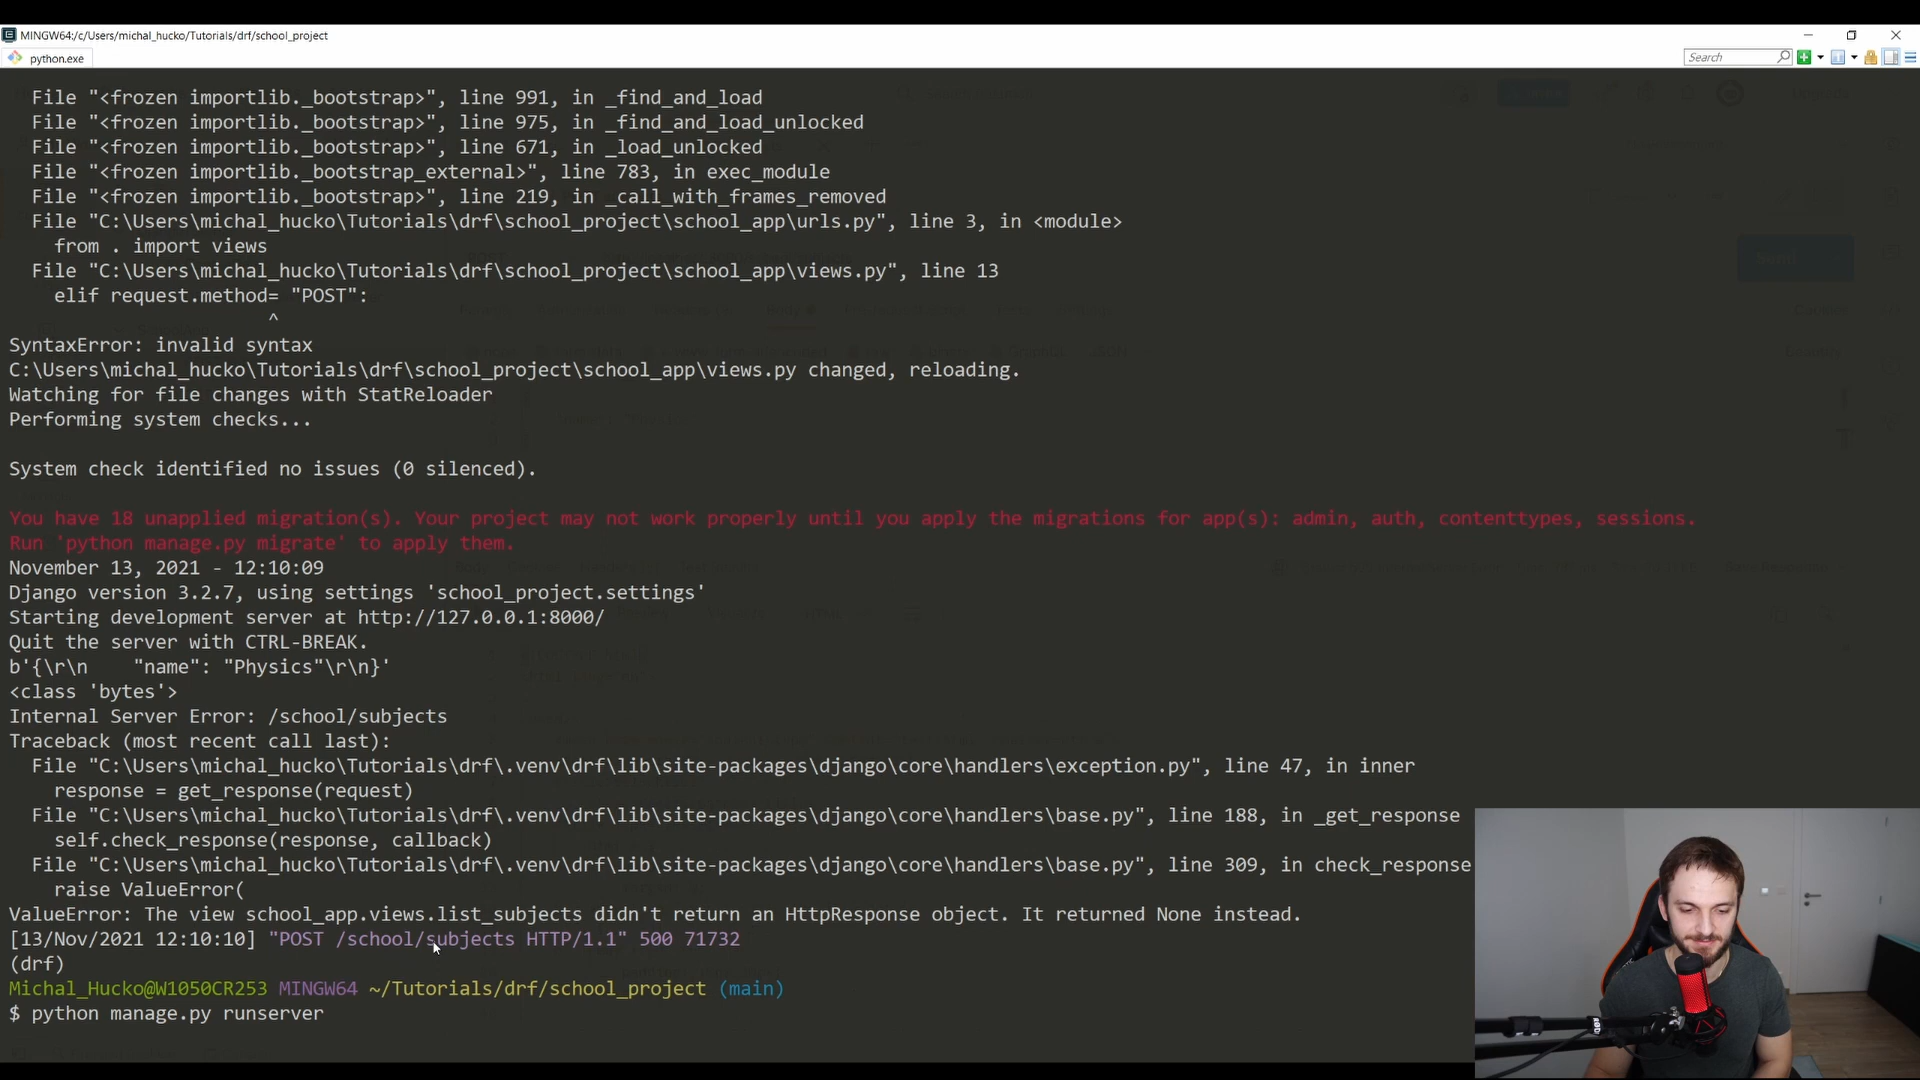 MINGW64:/c/Users/michal_hucko/Tutorials/drf/school_project
python.exe
Search
File "<frozen importlib._bootstrap>", line 991, in _find_and_load
File "<frozen importlib._bootstrap>", line 975, in _find_and_load_unlocked
File "<frozen importlib._bootstrap>", line 671, in _load_unlocked
File "<frozen importlib._bootstrap_external>", line 783, in exec_module
File "<frozen importlib._bootstrap>", line 219, in _call_with_frames_removed
File "C:\Users\michal_hucko\Tutorials\drf\school_project\school_app\urls.py", line 3, in <module>
from . import views
File "C:\Users\michal_hucko\Tutorials\drf\school_project\school_app\views.py", line 13
elif request.method= "POST":
^
SyntaxError: invalid syntax
C:\Users\michal_hucko\Tutorials\drf\school_project\school_app\views.py changed, reloading.
Watching for file changes with StatReloader
Performing system checks...
System check identified no issues (0 silenced).
You have 18 unapplied migration(s). Your project may not work properly until you apply the migrations for app(s): admin, auth, contenttypes, sessions.
Run 'python manage.py migrate' to apply them.
November 13, 2021 - 12:10:09
Django version 3.2.7, using settings 'school_project.settings'
Starting development server at http://127.0.0.1:8000/
Quit the server with CTRL-BREAK.
b'{\r\n    "name": "Physics"\r\n}'
<class 'bytes'>
Internal Server Error: /school/subjects
Traceback (most recent call last):
File "C:\Users\michal_hucko\Tutorials\drf\.venv\drf\lib\site-packages\django\core\handlers\exception.py", line 47, in inner
response = get_response(request)
File "C:\Users\michal_hucko\Tutorials\drf\.venv\drf\lib\site-packages\django\core\handlers\base.py", line 188, in _get_response
self.check_response(response, callback)
File "C:\Users\michal_hucko\Tutorials\drf\.venv\drf\lib\site-packages\django\core\handlers\base.py", line 309, in check_response
raise ValueError(
ValueError: The view school_app.views.list_subjects didn't return an HttpResponse object. It returned None instead.
[13/Nov/2021 12:10:10] "POST /school/subjects HTTP/1.1" 500 71732
(drf)
Michal_Hucko@W1050CR253 MINGW64 ~/Tutorials/drf/school_project (main)
$ python manage.py runserver